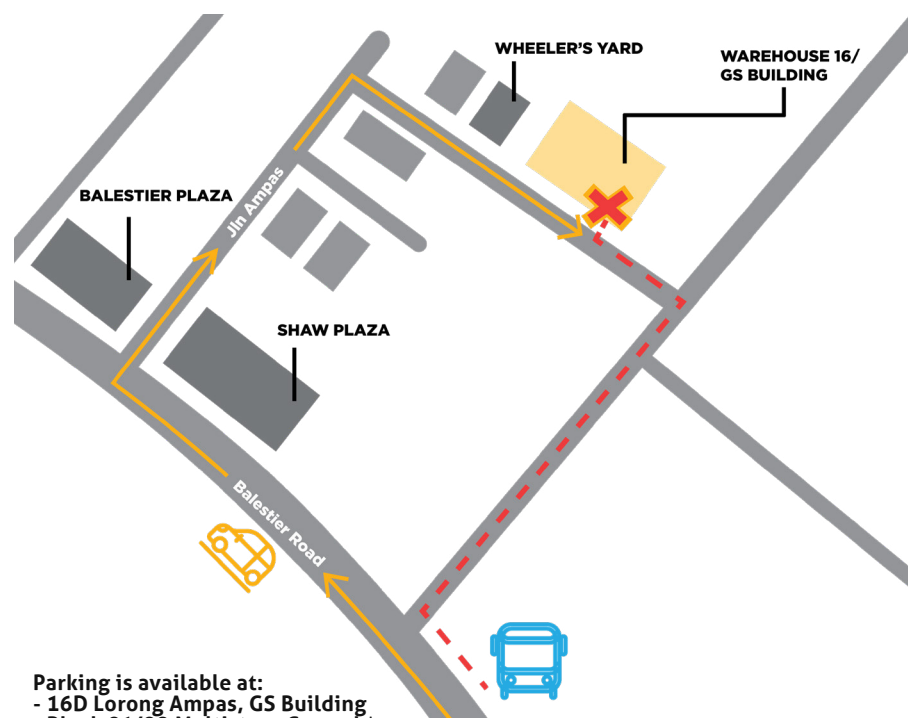 WHEELER'S YARD
WAREHOUSE 16/
GS BUILDING
BALESTIER PLAZA
Jln Ampas
SHAW PLAZA
Balestier Road
Parking is available at:
- 16D Lorong Ampas, GS Building